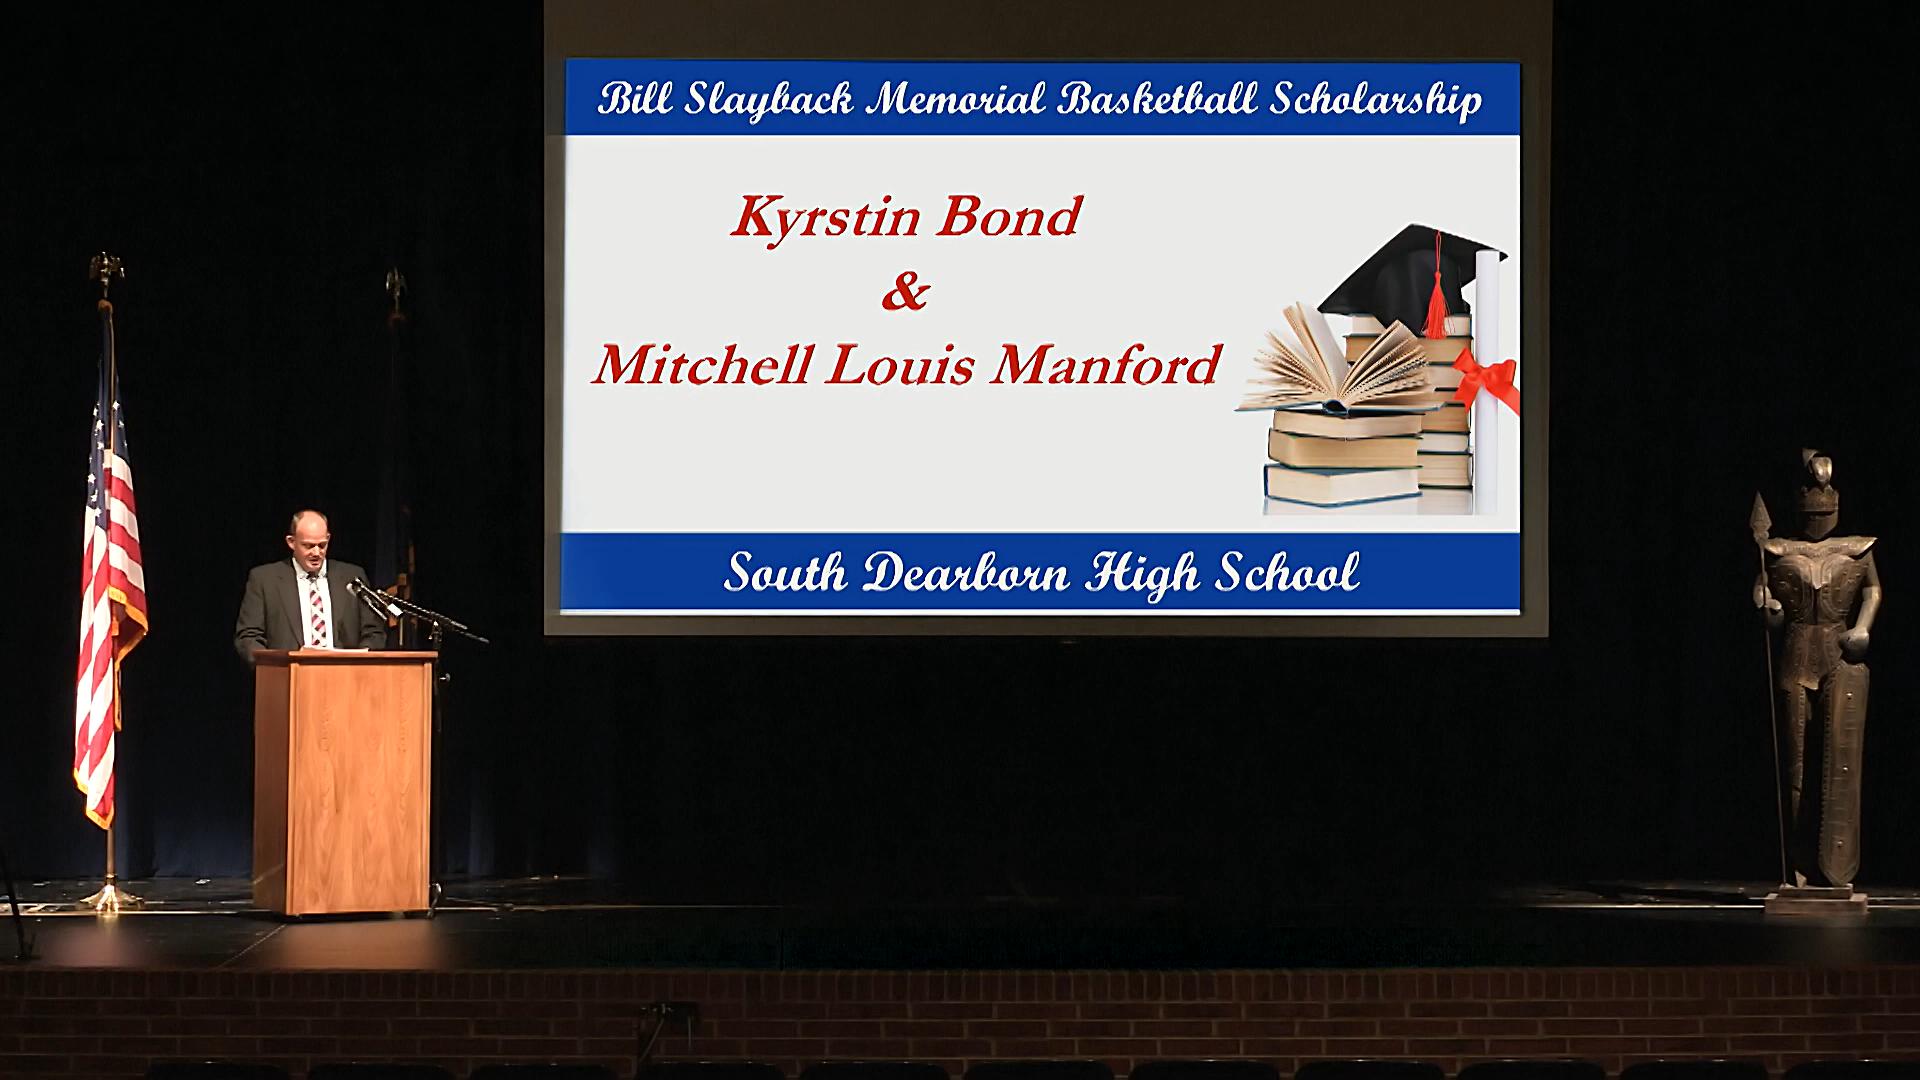 Bill Slayback Memorial Basketball Scholarship
Kyrstin Bond
&
Mitchell Louis Manford
South Dearborn High School